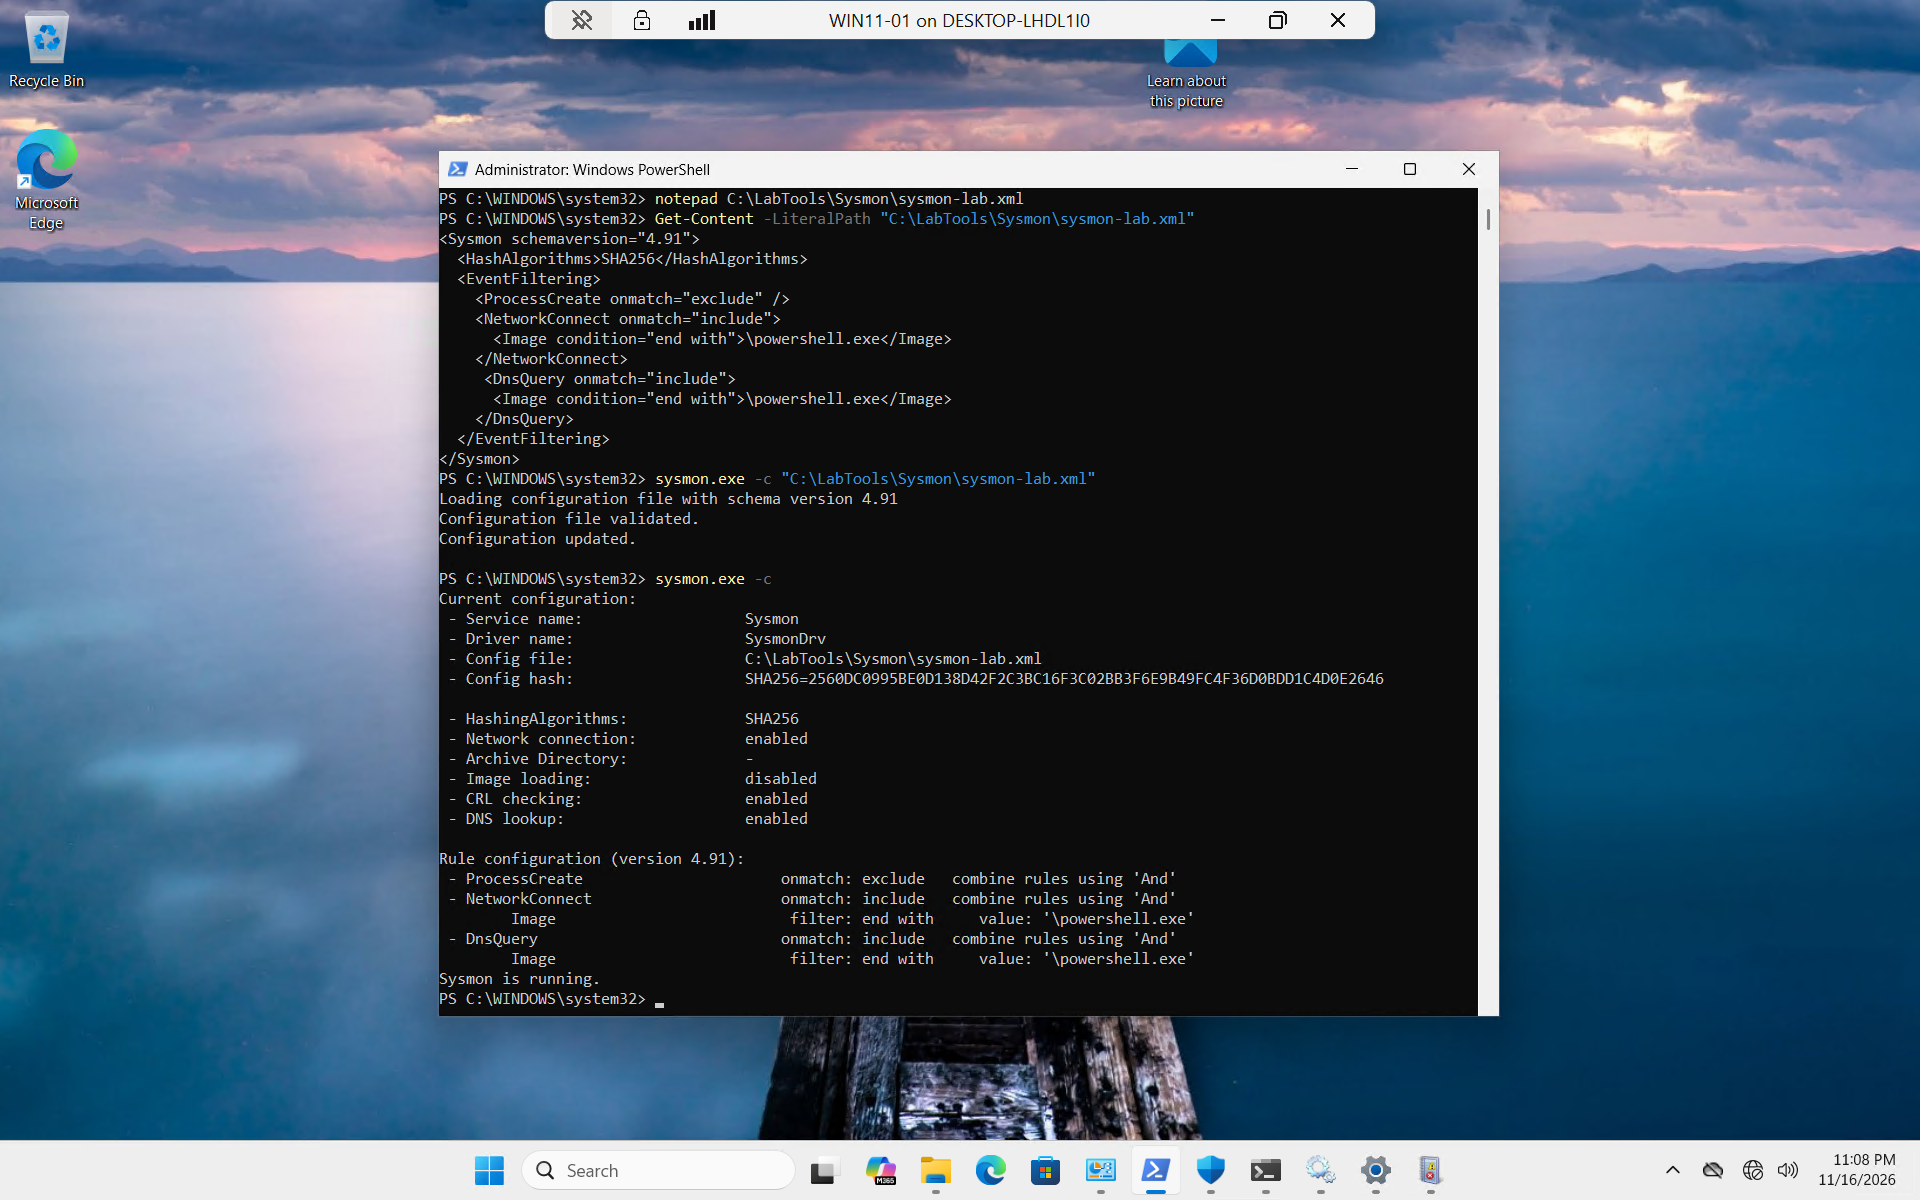 WIN11-01 on DESKTOP-LHDL1I0
Recycle Bin
Learn about
this picture
Microsoft
Edge
Administrator: Windows PowerShell
PS C:\WINDOWS\system32> notepad C:\LabTools\Sysmon\sysmon-lab.xml
PS C:\WINDOWS\system32> Get-Content -LiteralPath "C:\LabTools\Sysmon\sysmon-lab.xml"
<Sysmon schemaversion="4.91">
  <HashAlgorithms>SHA256</HashAlgorithms>
  <EventFiltering>
    <ProcessCreate onmatch="exclude" />
    <NetworkConnect onmatch="include">
      <Image condition="end with">\powershell.exe</Image>
    </NetworkConnect>
     <DnsQuery onmatch="include">
      <Image condition="end with">\powershell.exe</Image>
    </DnsQuery>
  </EventFiltering>
</Sysmon>
PS C:\WINDOWS\system32> sysmon.exe -c "C:\LabTools\Sysmon\sysmon-lab.xml"
Loading configuration file with schema version 4.91
Configuration file validated.
Configuration updated.
PS C:\WINDOWS\system32> sysmon.exe -c
Current configuration:
 - Service name:                  Sysmon
 - Driver name:                   SysmonDrv
 - Config file:                   C:\LabTools\Sysmon\sysmon-lab.xml
 - Config hash:                   SHA256=2560DC0995BE0D138D42F2C3BC16F3C02BB3F6E9B49FC4F36D0BDD1C4D0E2646
 - HashingAlgorithms:             SHA256
 - Network connection:            enabled
 - Archive Directory:             -
 - Image loading:                 disabled
 - CRL checking:                  enabled
 - DNS lookup:                    enabled
Rule configuration (version 4.91):
 - ProcessCreate                      onmatch: exclude   combine rules using 'And'
 - NetworkConnect                     onmatch: include   combine rules using 'And'
        Image                          filter: end with     value: '\powershell.exe'
 - DnsQuery                           onmatch: include   combine rules using 'And'
        Image                          filter: end with     value: '\powershell.exe'
Sysmon is running.
PS C:\WINDOWS\system32>
Search
M365
11:08 PM
11/16/2026